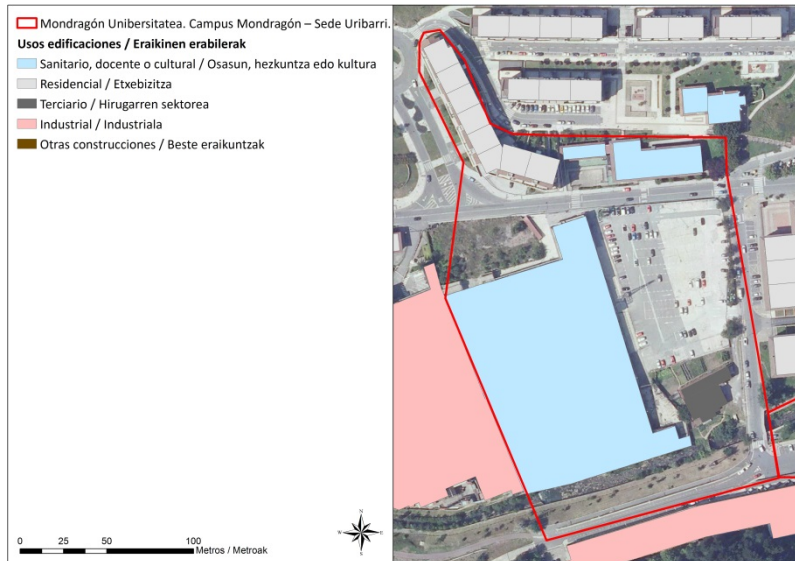 Mondragón Unibersitatea. Campus Mondragón – Sede Uribarri.
Usos edificaciones / Eraikinen erabilerak
Sanitario, docente o cultural / Osasun, hezkuntza edo kultura
Residencial / Etxebizitza
Terciario / Hirugarren sektorea
Industrial / Industriala
Otras construcciones / Beste eraikuntzak
N
W E
S
0 25 50 100
Metros / Metroak